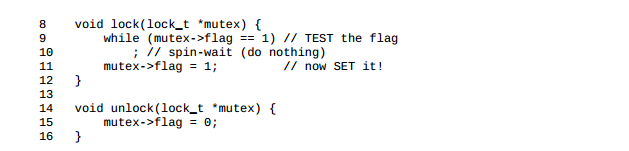 8 void lock(lock_t *mutex) {
9 while (mutex->flag == 1) // TEST the flag
10 ; // spin-wait (do nothing)
11 mutex->flag = 1; // now SET it!
12 }
13
14 void unlock(lock_t *mutex) {
15 mutex->flag = 0;
16 }